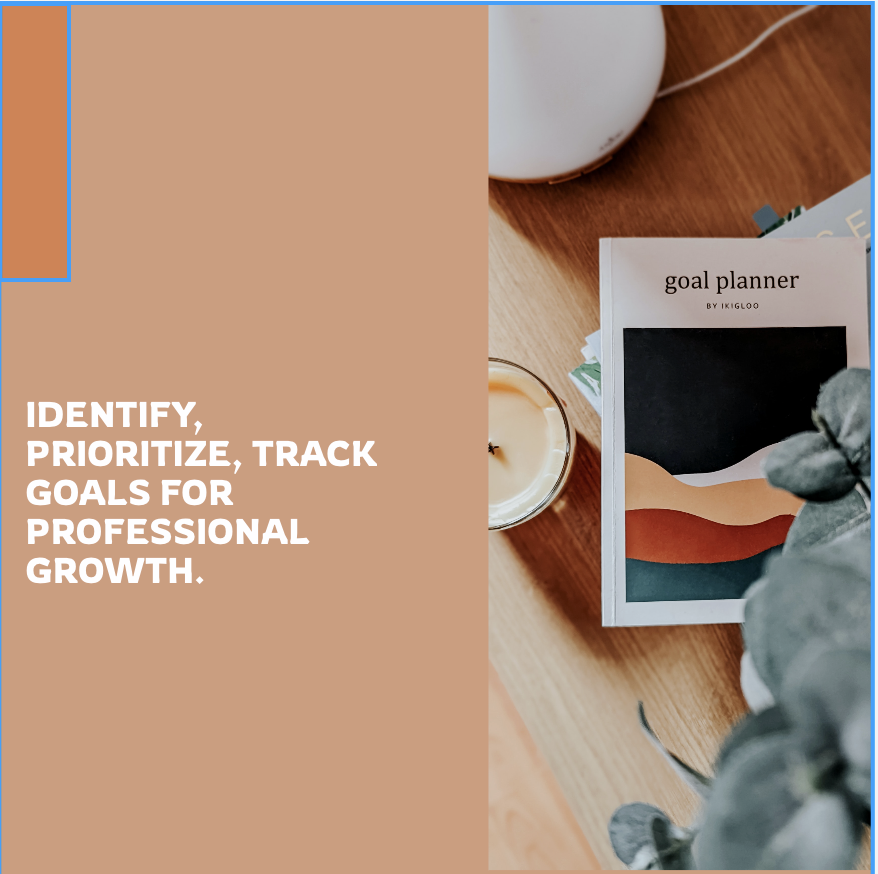 IDENTIFY,
PRIORITIZE, TRACK
GOALS FOR
PROFESSIONAL
GROWTH.
goal planner
BY IKIGLOO